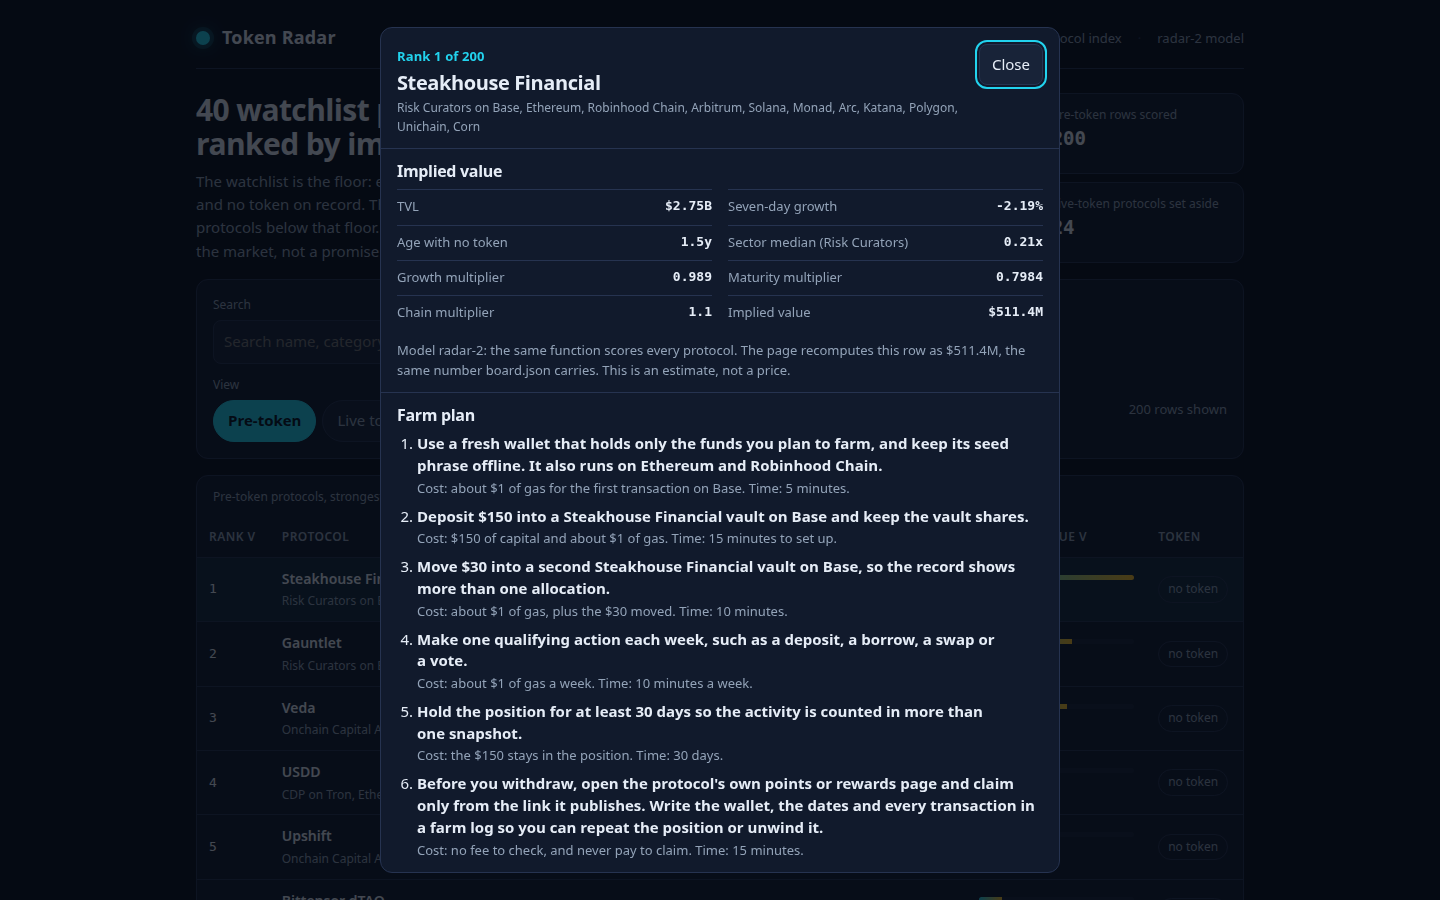 Token Radar
ocol index
radar-2 model
40 watchlist
ranked by im
The watchlist is the floor:
and no token on record.
protocols below that floor.
the market, not a promise
re-token rows scored
200
ve-token protocols set aside
24
Search
Search name, category
View
Pre-token
Live to
200 rows shown
Pre-token protocols, strongest
RANK V
PROTOCOL
UE V
TOKEN
1
Steakhouse Fin
Risk Curators on
no token
2
Gauntlet
Risk Curators on
no token
3
Veda
Onchain Capital A
no token
4
USDD
CDP on Tron, Ethe
no token
5
Upshift
Onchain Capital A
no token
Bittensor dTAO
Rank 1 of 200
Close
Steakhouse Financial
Risk Curators on Base, Ethereum, Robinhood Chain, Arbitrum, Solana, Monad, Arc, Katana, Polygon,
Unichain, Corn
Implied value
TVL $2.75B
Seven-day growth -2.19%
Age with no token 1.5y
Sector median (Risk Curators) 0.21x
Growth multiplier 0.989
Maturity multiplier 0.7984
Chain multiplier 1.1
Implied value $511.4M
Model radar-2: the same function scores every protocol. The page recomputes this row as $511.4M, the
same number board.json carries. This is an estimate, not a price.
Farm plan
1. Use a fresh wallet that holds only the funds you plan to farm, and keep its seed
phrase offline. It also runs on Ethereum and Robinhood Chain.
Cost: about $1 of gas for the first transaction on Base. Time: 5 minutes.
2. Deposit $150 into a Steakhouse Financial vault on Base and keep the vault shares.
Cost: $150 of capital and about $1 of gas. Time: 15 minutes to set up.
3. Move $30 into a second Steakhouse Financial vault on Base, so the record shows
more than one allocation.
Cost: about $1 of gas, plus the $30 moved. Time: 10 minutes.
4. Make one qualifying action each week, such as a deposit, a borrow, a swap or
a vote.
Cost: about $1 of gas a week. Time: 10 minutes a week.
5. Hold the position for at least 30 days so the activity is counted in more than
one snapshot.
Cost: the $150 stays in the position. Time: 30 days.
6. Before you withdraw, open the protocol's own points or rewards page and claim
only from the link it publishes. Write the wallet, the dates and every transaction in
a farm log so you can repeat the position or unwind it.
Cost: no fee to check, and never pay to claim. Time: 15 minutes.